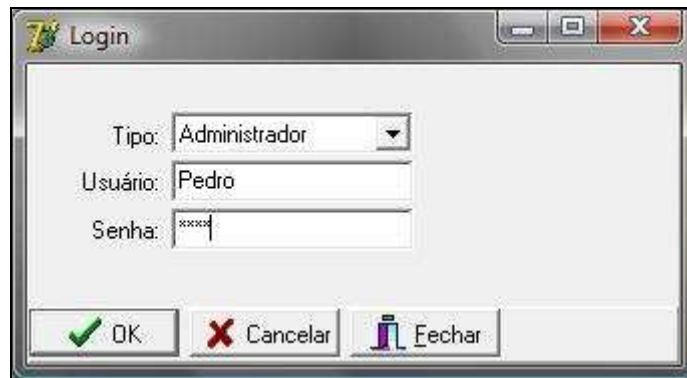 Login
Tipo: Administrador
Usuário: Pedro
Senha: ****
OK Cancelar Fechar